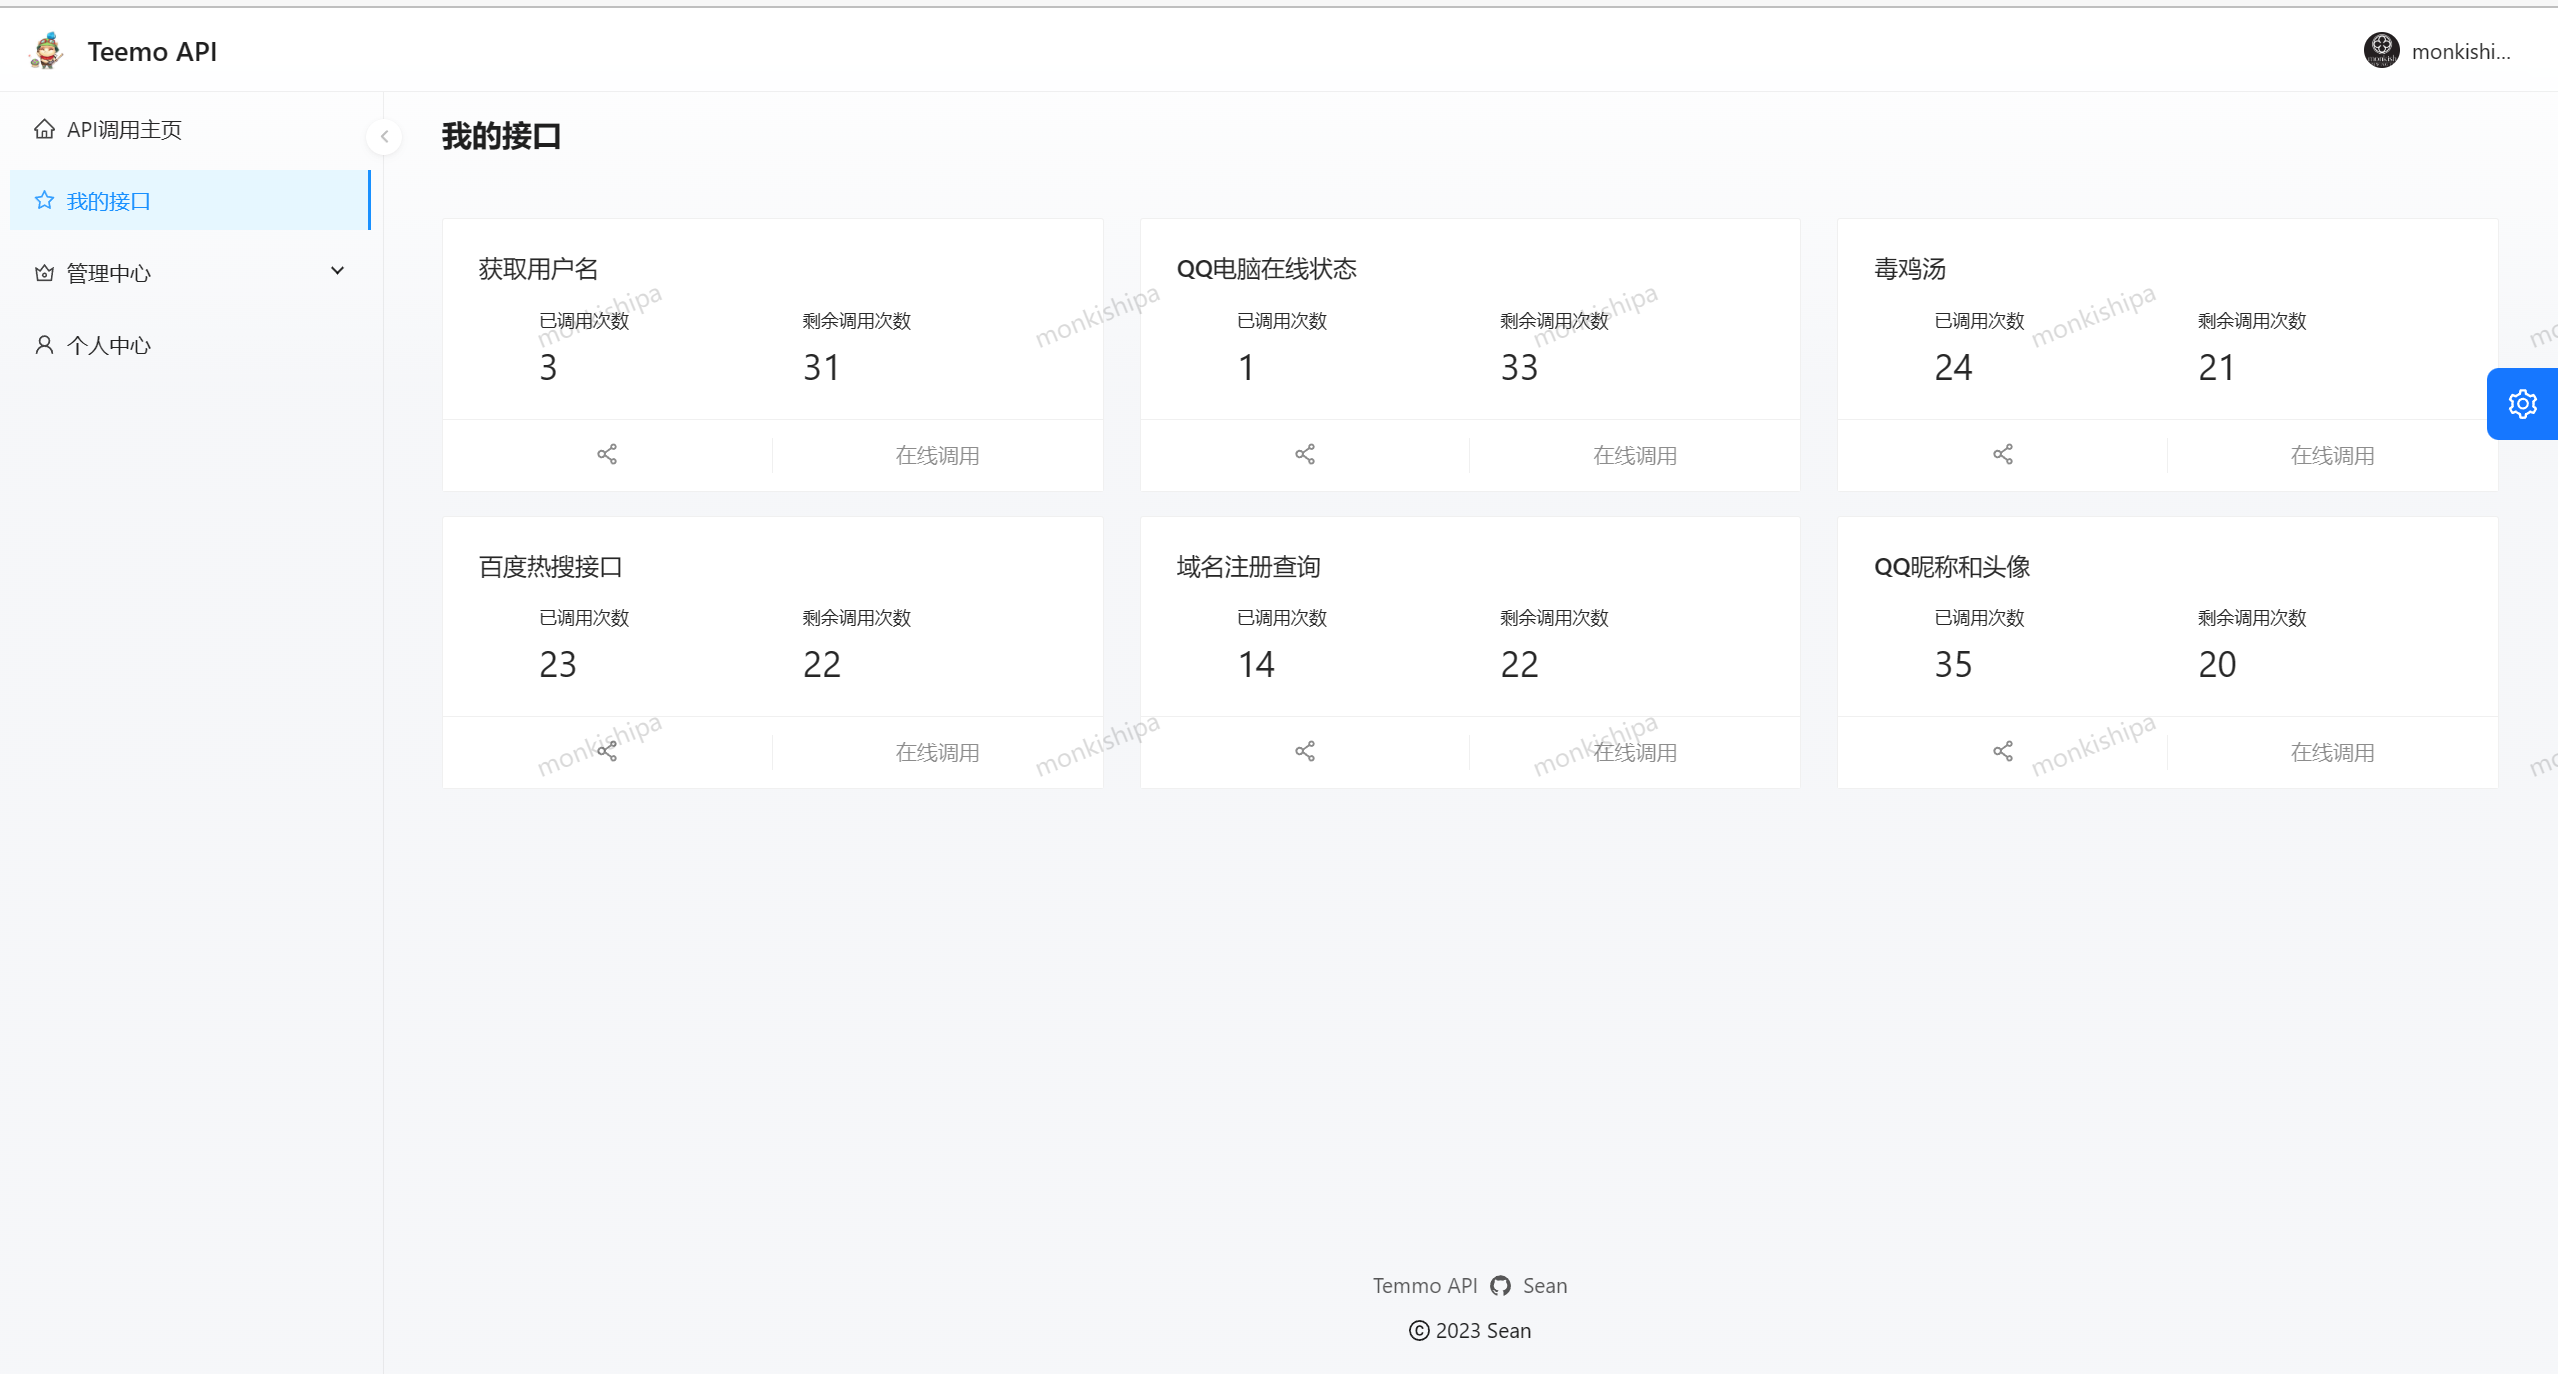 Teemo API
monkishi...
API调用主页
我的接口
管理中心
个人中心
我的接口
获取用户名
已调用次数 剩余调用次数
3 31
在线调用
QQ电脑在线状态
已调用次数 剩余调用次数
1 33
在线调用
毒鸡汤
已调用次数 剩余调用次数
24 21
在线调用
百度热搜接口
已调用次数 剩余调用次数
23 22
在线调用
域名注册查询
已调用次数 剩余调用次数
14 22
在线调用
QQ昵称和头像
已调用次数 剩余调用次数
35 20
在线调用
monkishipa
monkishipa
monkishipa
monkishipa
mo
monkishipa
monkishipa
monkishipa
monkishipa
mo
Temmo API Sean
© 2023 Sean